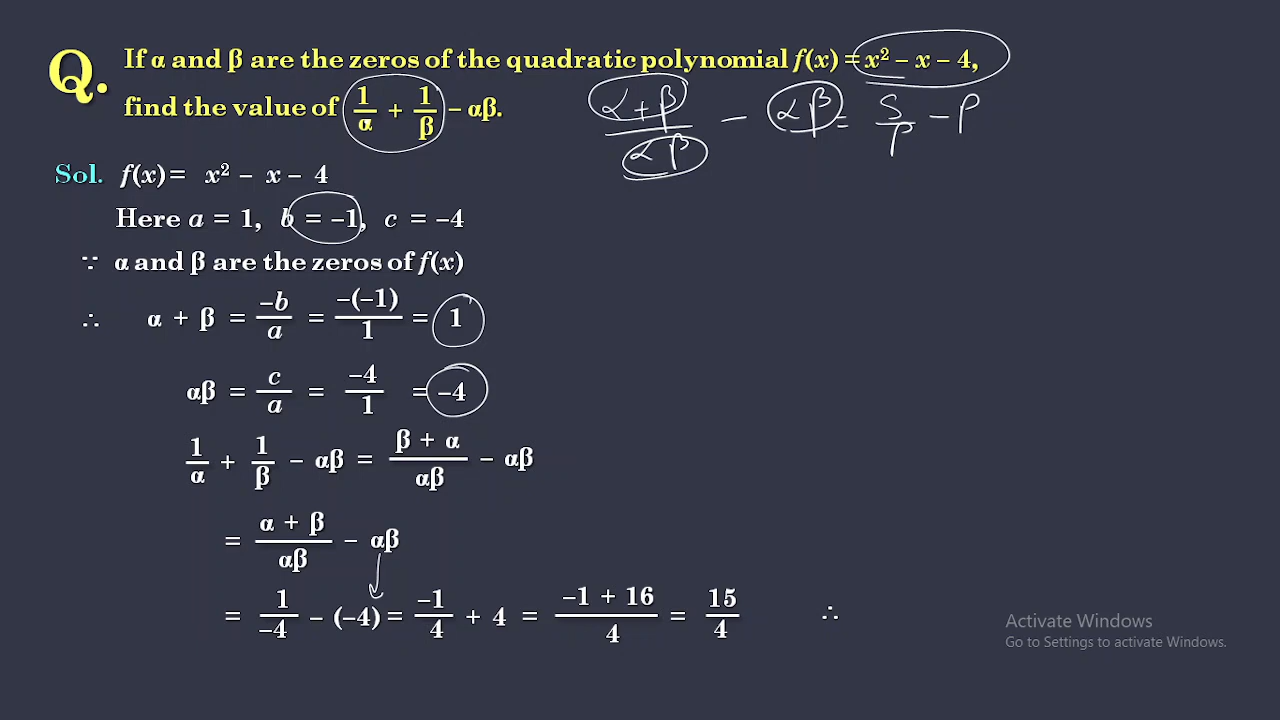 Q. If α and β are the zeros of the quadratic polynomial f(x) = x² – x – 4,
find the value of 1/α + 1/β – αβ.
α + β / αβ – αβ = S/P – P
Sol. f(x) = x² – x – 4
Here a = 1, b = –1, c = –4
∵ α and β are the zeros of f(x)
∴ α + β = –b/a = –(–1)/1 = 1
αβ = c/a = –4/1 = –4
1/α + 1/β – αβ = β + α/αβ – αβ
= α + β/αβ – αβ
= 1/–4 – (–4) = –1/4 + 4 = –1 + 16/4 = 15/4 ∴
Activate Windows
Go to Settings to activate Windows.